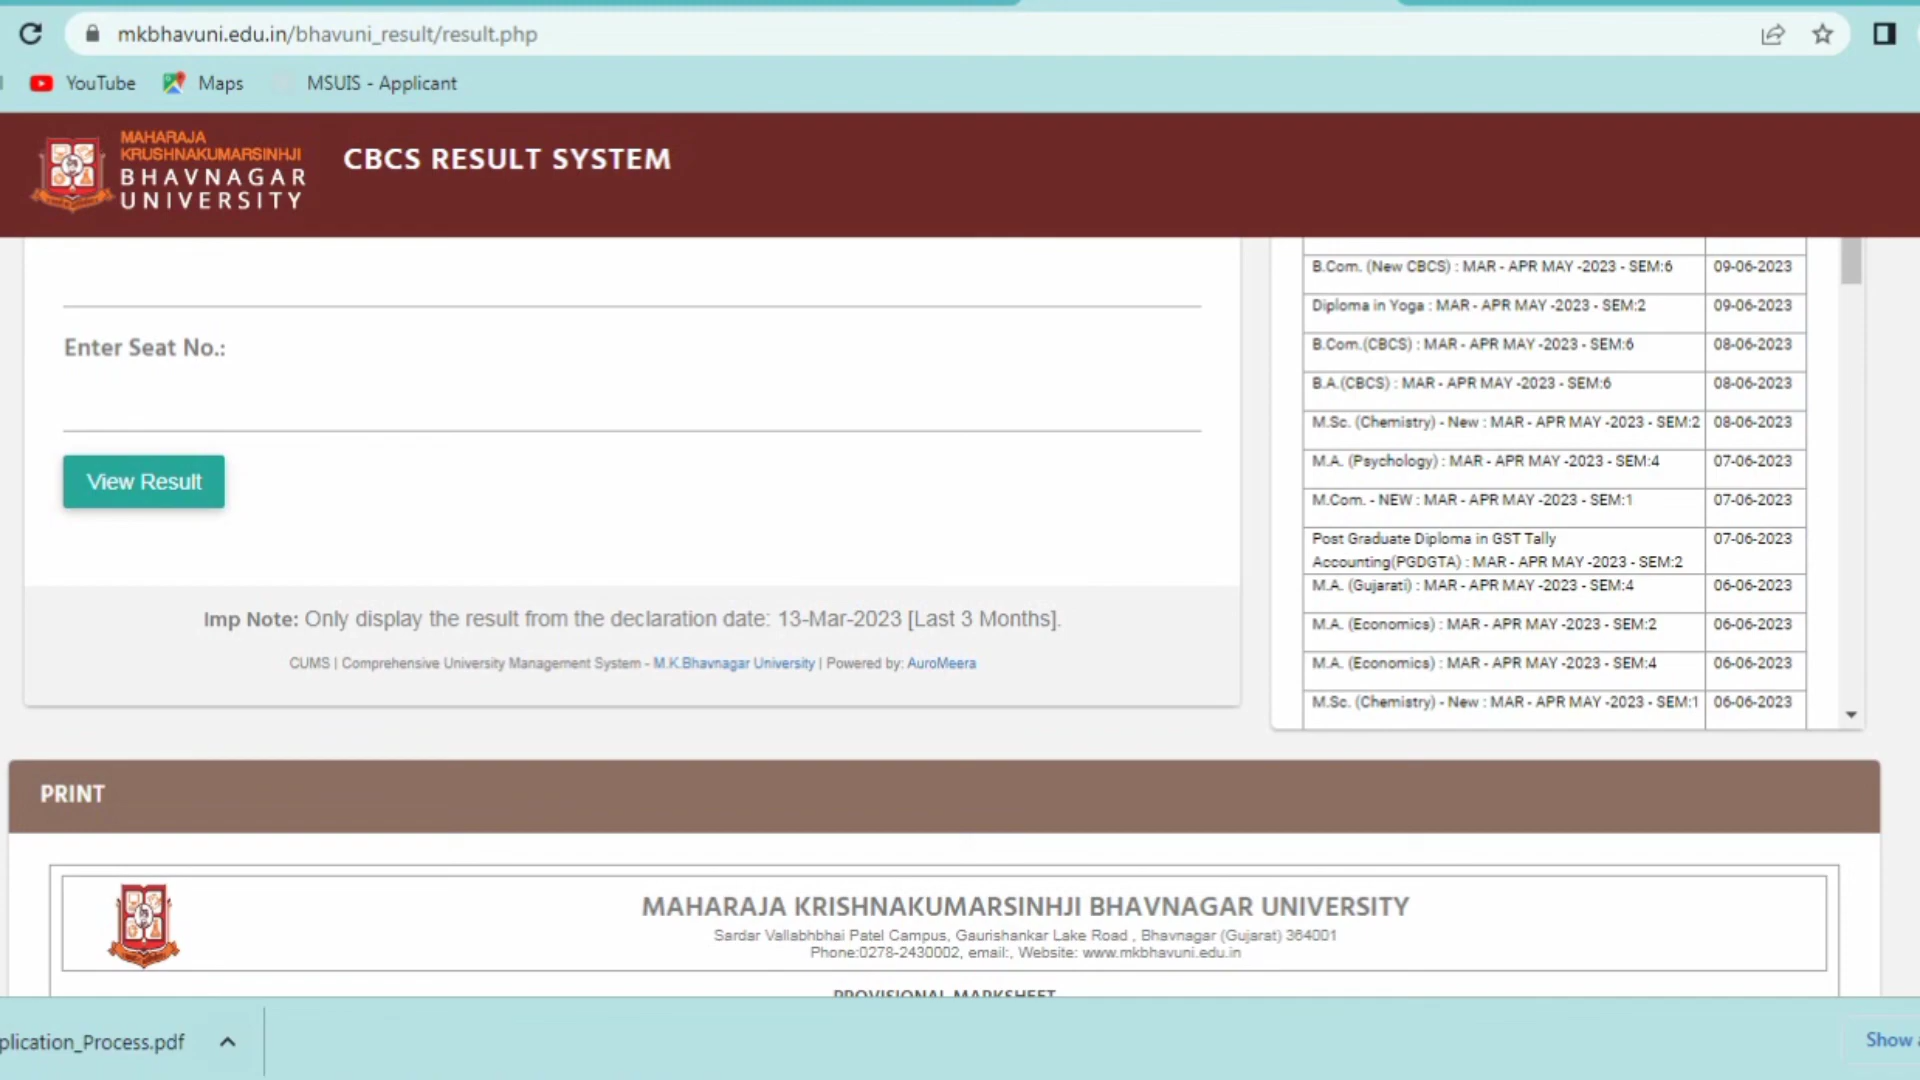 mkbhavuni.edu.in/bhavuni_result/result.php
YouTube
Maps
MSUIS - Applicant
MAHARAJA
KRUSHNAKUMARSINHJI
BHAVNAGAR
UNIVERSITY
CBCS RESULT SYSTEM
Enter Seat No.:
View Result
Imp Note: Only display the result from the declaration date: 13-Mar-2023 [Last 3 Months].
CUMS | Comprehensive University Management System - M.K.Bhavnagar University | Powered by: AuroMeera
B.Com. (New CBCS) : MAR - APR MAY -2023 - SEM:6 09-06-2023
Diploma in Yoga : MAR - APR MAY -2023 - SEM:2 09-06-2023
B.Com.(CBCS) : MAR - APR MAY -2023 - SEM:6 08-06-2023
B.A.(CBCS) : MAR - APR MAY -2023 - SEM:6 08-06-2023
M.Sc. (Chemistry) - New : MAR - APR MAY -2023 - SEM:2 08-06-2023
M.A. (Psychology) : MAR - APR MAY -2023 - SEM:4 07-06-2023
M.Com. - NEW : MAR - APR MAY -2023 - SEM:1 07-06-2023
Post Graduate Diploma in GST Tally 07-06-2023
Accounting(PGDGTA) : MAR - APR MAY -2023 - SEM:2
M.A. (Gujarati) : MAR - APR MAY -2023 - SEM:4 06-06-2023
M.A. (Economics) : MAR - APR MAY -2023 - SEM:2 06-06-2023
M.A. (Economics) : MAR - APR MAY -2023 - SEM:4 06-06-2023
M.Sc. (Chemistry) - New : MAR - APR MAY -2023 - SEM:1 06-06-2023
PRINT
MAHARAJA KRISHNAKUMARSINHJI BHAVNAGAR UNIVERSITY
Sardar Vallabhbhai Patel Campus, Gaurishankar Lake Road , Bhavnagar (Gujarat) 364001
Phone:0278-2430002, email:, Website: www.mkbhavuni.edu.in
PROVISIONAL MARKSHEET
plication_Process.pdf
Show